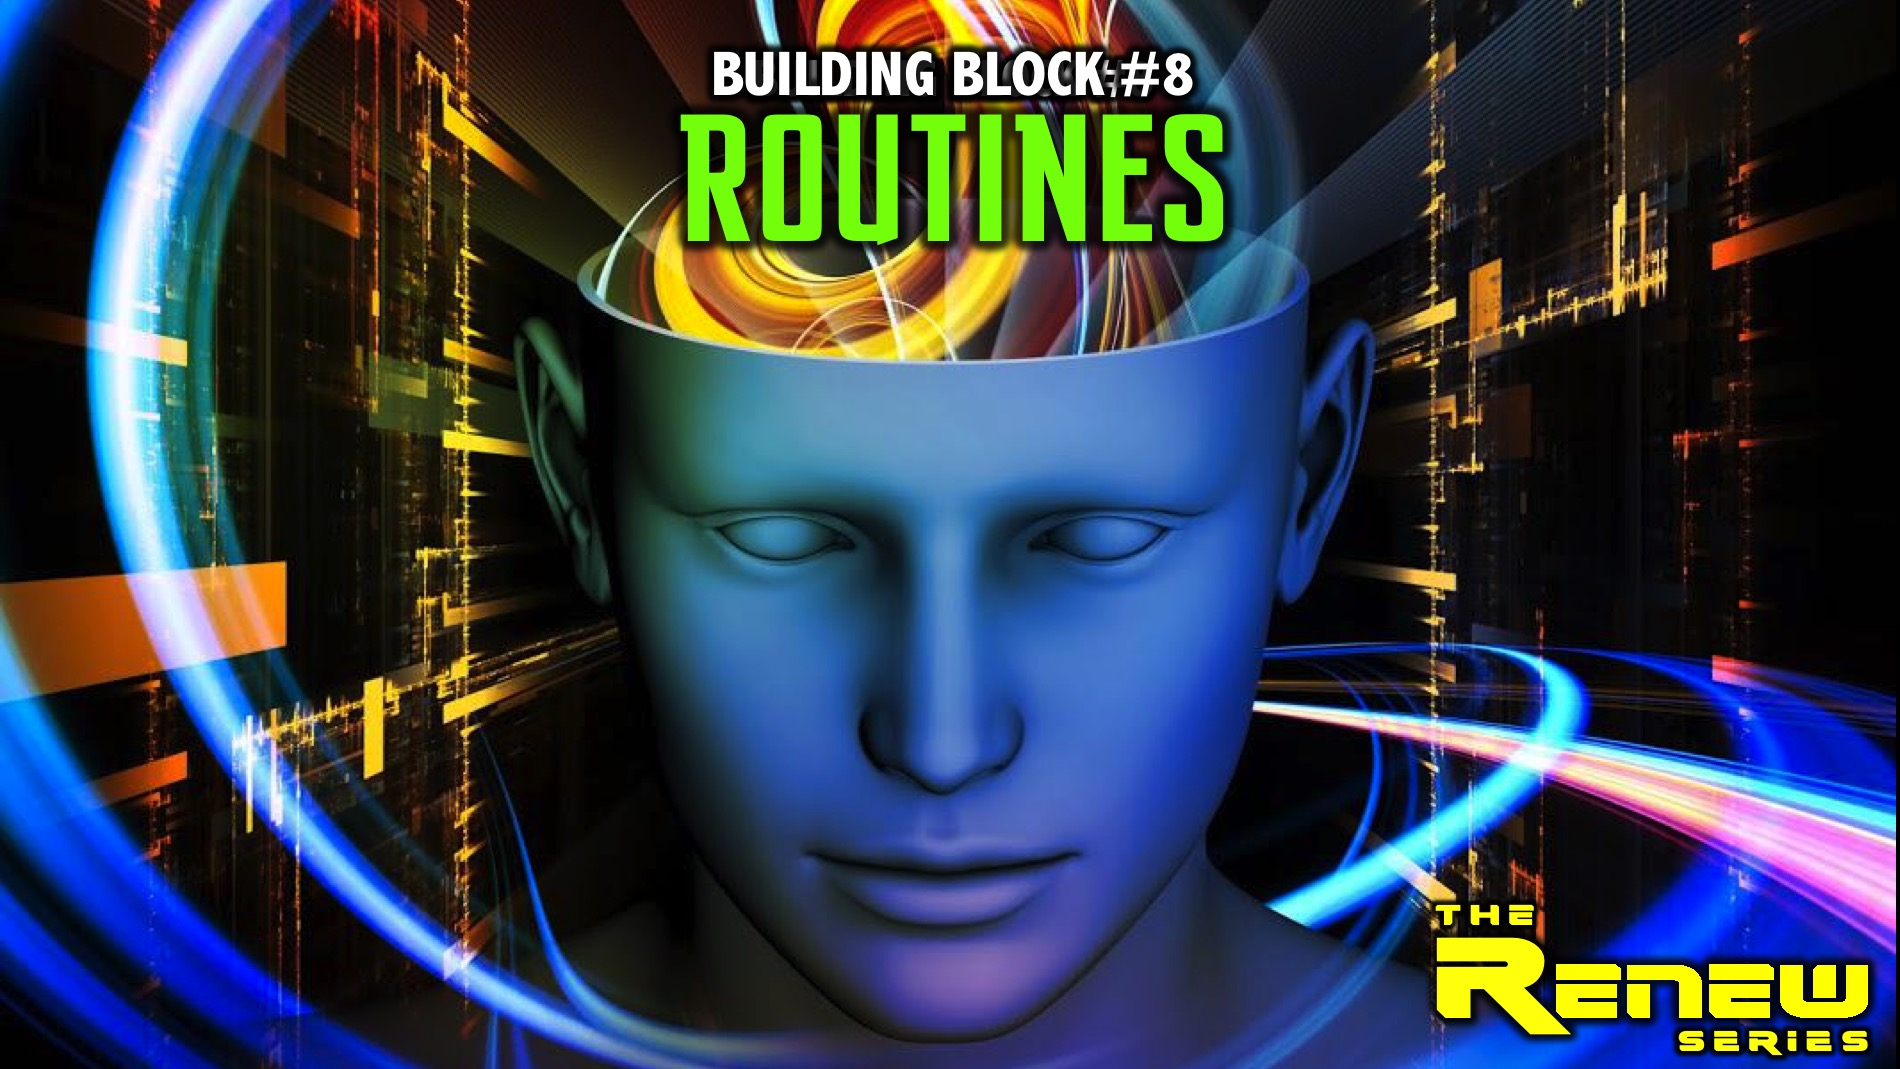 BUILDING BLOCK #8
ROUTINES
THE
RENEW
SERIES